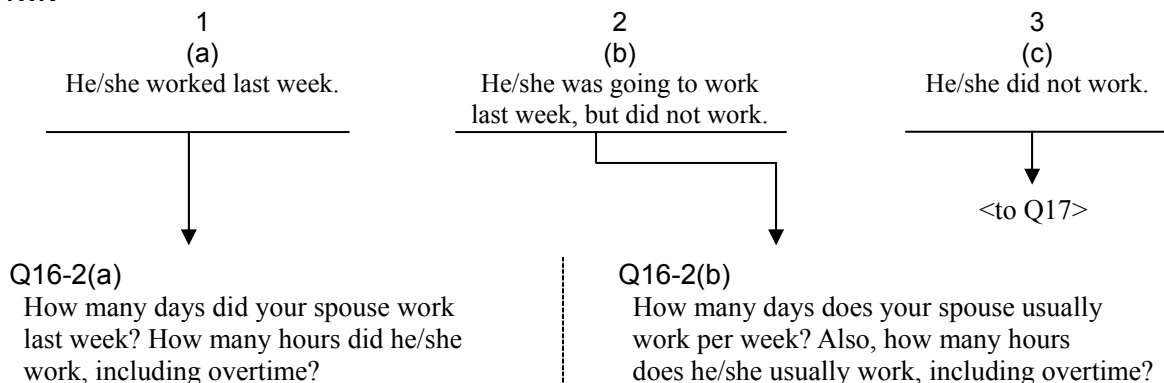 1
(a)
He/she worked last week.
2
(b)
He/she was going to work
last week, but did not work.
3
(c)
He/she did not work.
<to Q17>
Q16-2(a)
How many days did your spouse work
last week? How many hours did he/she
work, including overtime?
Q16-2(b)
How many days does your spouse usually
work per week? Also, how many hours
does he/she usually work, including overtime?